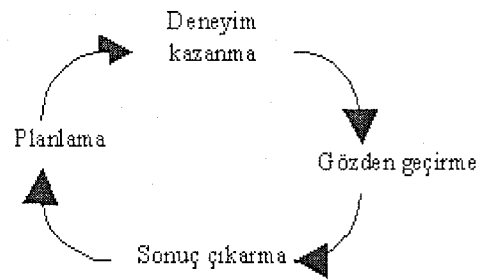 Deneyim
kazanma
Planlama
Gözden geçirme
Sonuç çıkarma